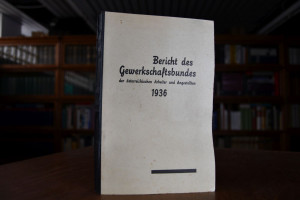 Bericht des
Gewerkschaftsbundes
der österreichischen Arbeiter und Angestellten
1936